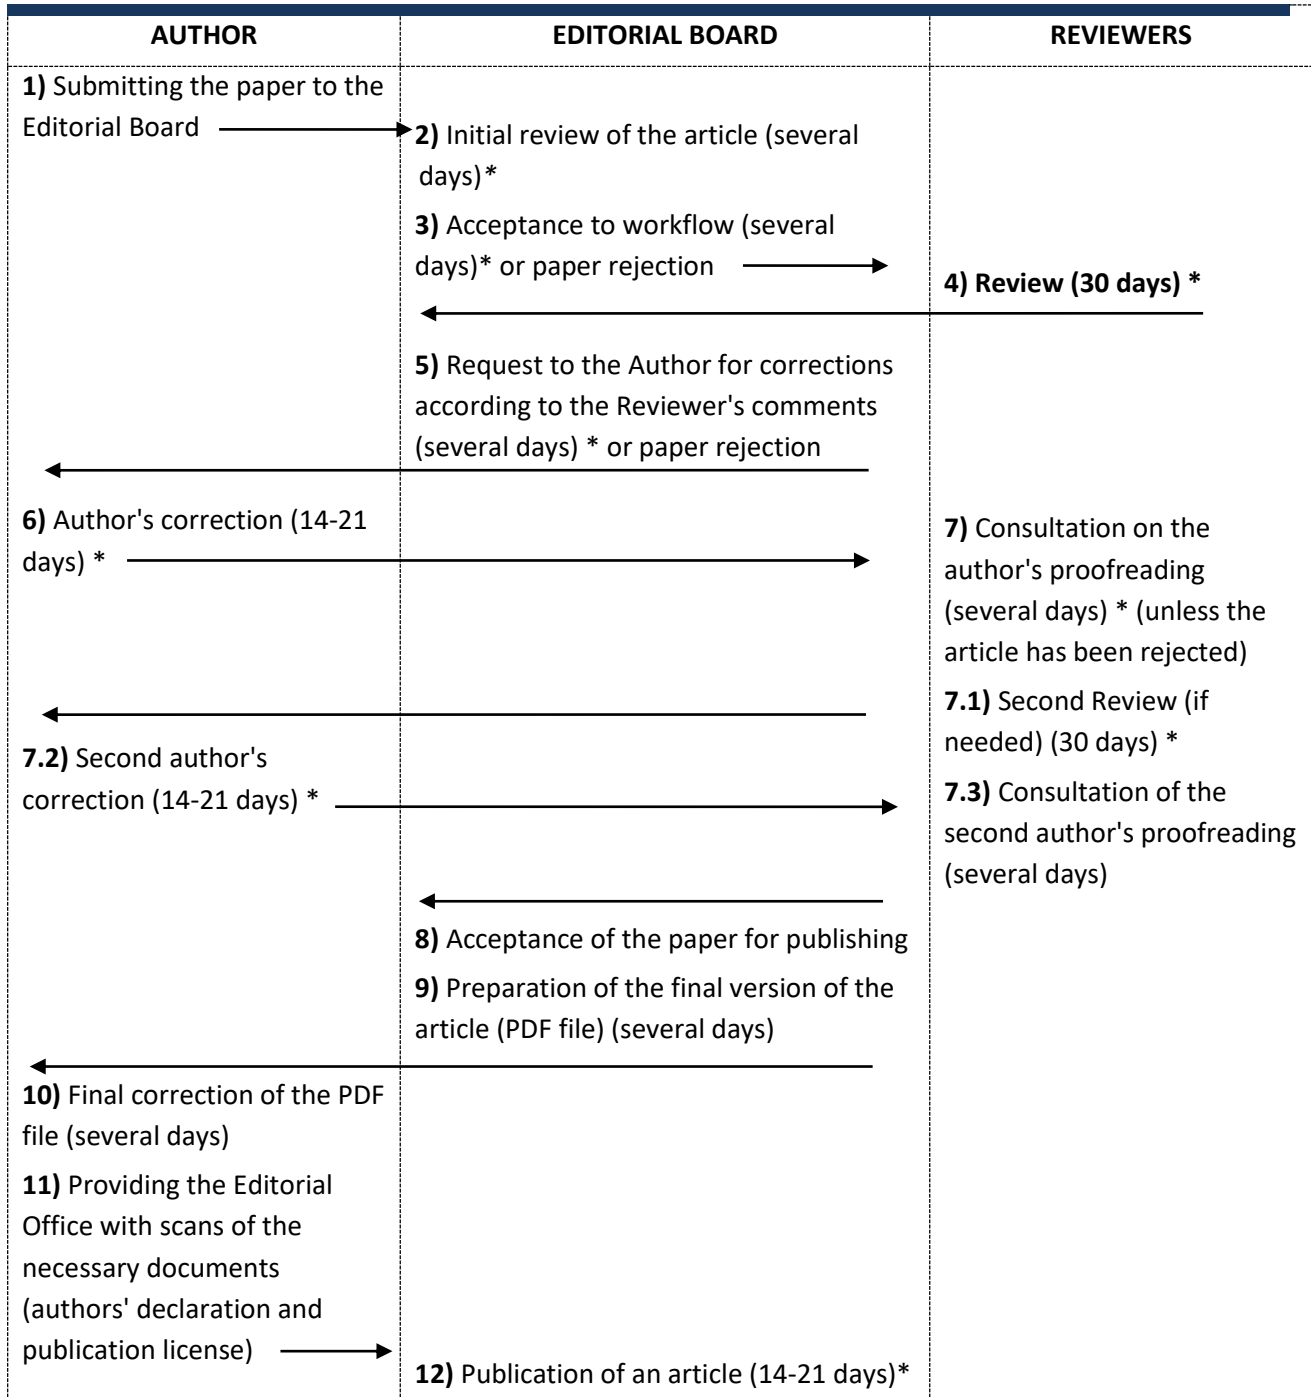 AUTHOR
EDITORIAL BOARD
REVIEWERS
1) Submitting the paper to the
Editorial Board
2) Initial review of the article (several
days)*
3) Acceptance to workflow (several
days)* or paper rejection
4) Review (30 days) *
5) Request to the Author for corrections
according to the Reviewer's comments
(several days) * or paper rejection
6) Author's correction (14-21
days) *
7) Consultation on the
author's proofreading
(several days) * (unless the
article has been rejected)
7.1) Second Review (if
needed) (30 days) *
7.2) Second author's
correction (14-21 days) *
7.3) Consultation of the
second author's proofreading
(several days)
8) Acceptance of the paper for publishing
9) Preparation of the final version of the
article (PDF file) (several days)
10) Final correction of the PDF
file (several days)
11) Providing the Editorial
Office with scans of the
necessary documents
(authors' declaration and
publication license)
12) Publication of an article (14-21 days)*